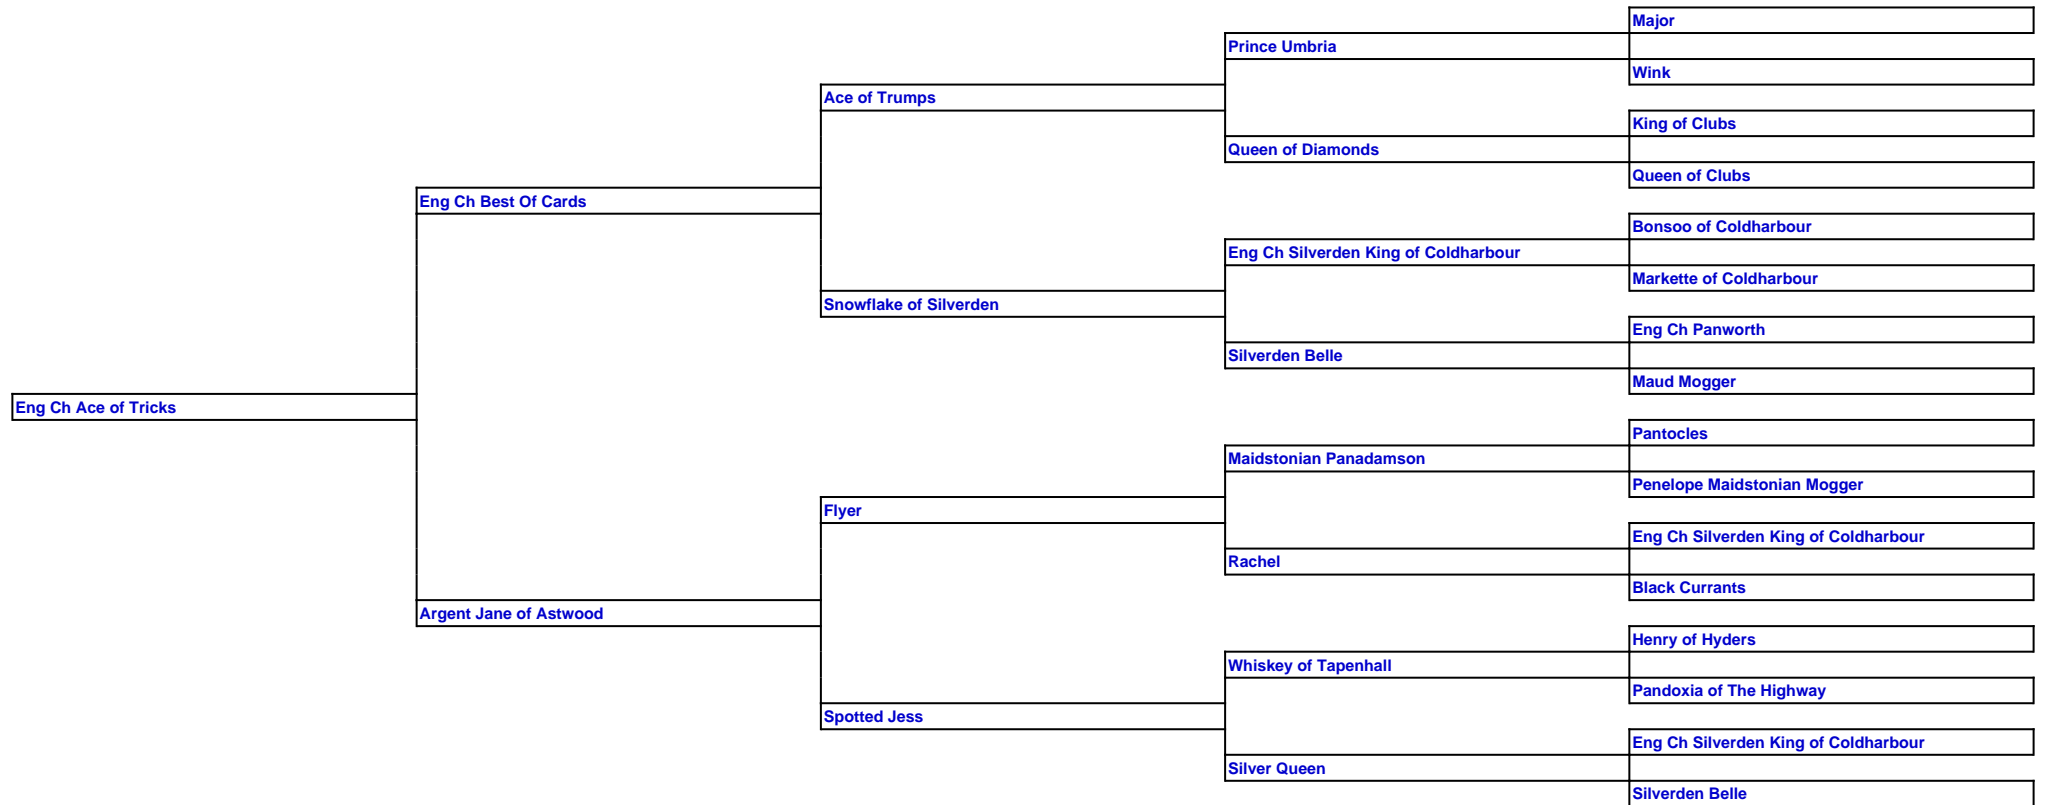 Major
Prince Umbria
Wink
Ace of Trumps
King of Clubs
Queen of Diamonds
Queen of Clubs
Eng Ch Best Of Cards
Bonsoo of Coldharbour
Eng Ch Silverden King of Coldharbour
Markette of Coldharbour
Snowflake of Silverden
Eng Ch Panworth
Silverden Belle
Maud Mogger
Eng Ch Ace of Tricks
Pantocles
Maidstonian Panadamson
Penelope Maidstonian Mogger
Flyer
Eng Ch Silverden King of Coldharbour
Rachel
Black Currants
Argent Jane of Astwood
Henry of Hyders
Whiskey of Tapenhall
Pandoxia of The Highway
Spotted Jess
Eng Ch Silverden King of Coldharbour
Silver Queen
Silverden Belle